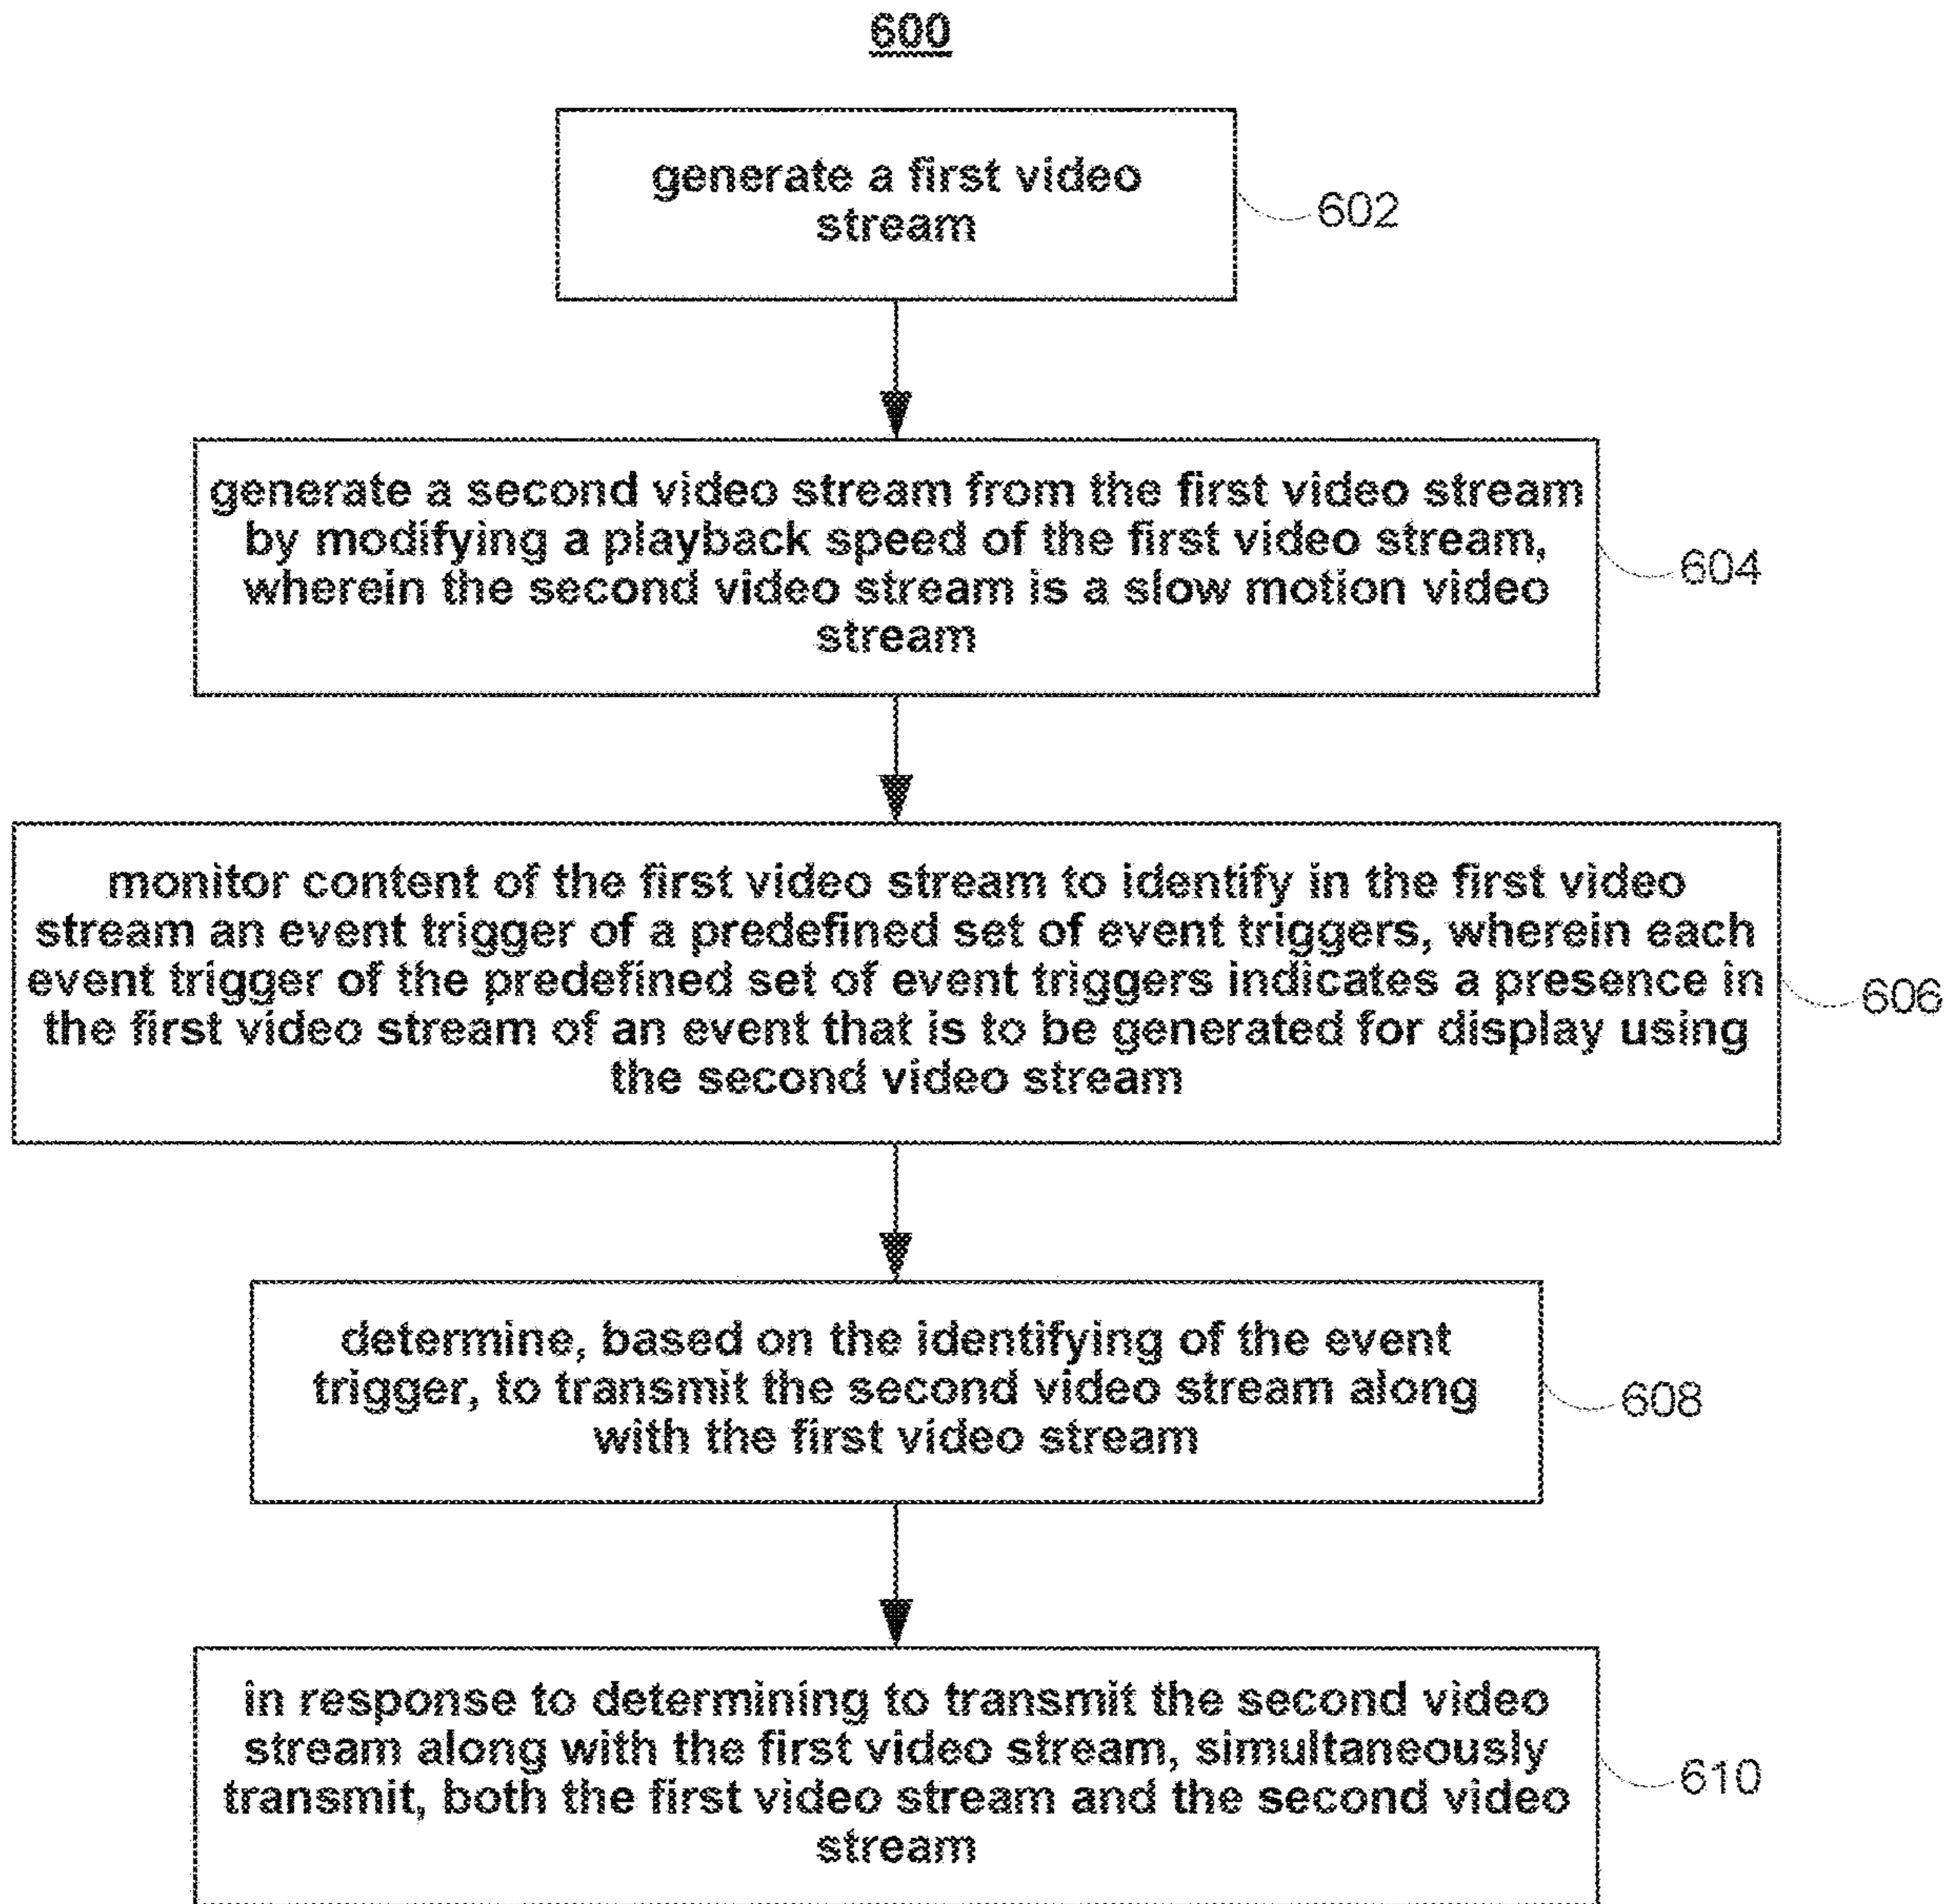 600
generate a first video
stream
602
generate a second video stream from the first video stream
by modifying a playback speed of the first video stream,
wherein the second video stream is a slow motion video
stream
604
monitor content of the first video stream to identify in the first video
stream an event trigger of a predefined set of event triggers, wherein each
event trigger of the predefined set of event triggers indicates a presence in
the first video stream of an event that is to be generated for display using
the second video stream
606
determine, based on the identifying of the event
trigger, to transmit the second video stream along
with the first video stream
608
in response to determining to transmit the second video
stream along with the first video stream, simultaneously
transmit, both the first video stream and the second video
stream
610